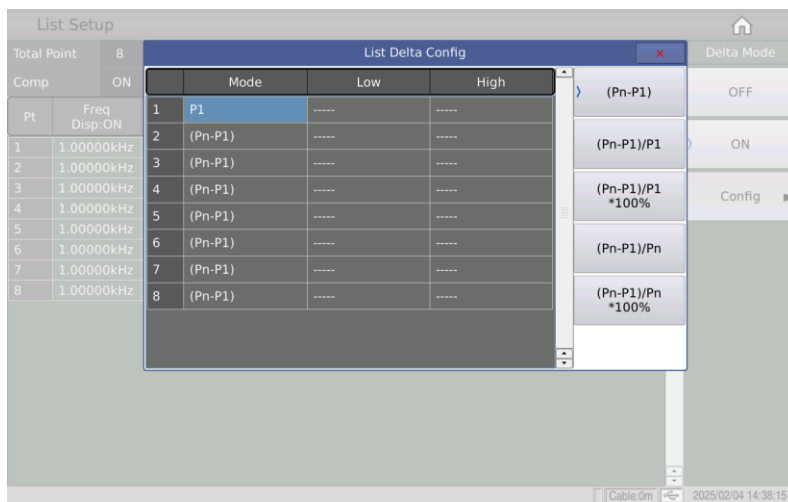 List Setup
Total Point 8
Comp ON
Pt Freq
Disp:ON
1 1.00000kHz
2 1.00000kHz
3 1.00000kHz
4 1.00000kHz
5 1.00000kHz
6 1.00000kHz
7 1.00000kHz
8 1.00000kHz
List Delta Config ×
Mode Low High
1 P1 ----- -----
2 (Pn-P1) ----- -----
3 (Pn-P1) ----- -----
4 (Pn-P1) ----- -----
5 (Pn-P1) ----- -----
6 (Pn-P1) ----- -----
7 (Pn-P1) ----- -----
8 (Pn-P1) ----- -----
(Pn-P1)
(Pn-P1)/P1
(Pn-P1)/P1
*100%
(Pn-P1)/Pn
(Pn-P1)/Pn
*100%
Delta Mode
OFF
ON
Config
Cable:0m 2025/02/04 14:38:15